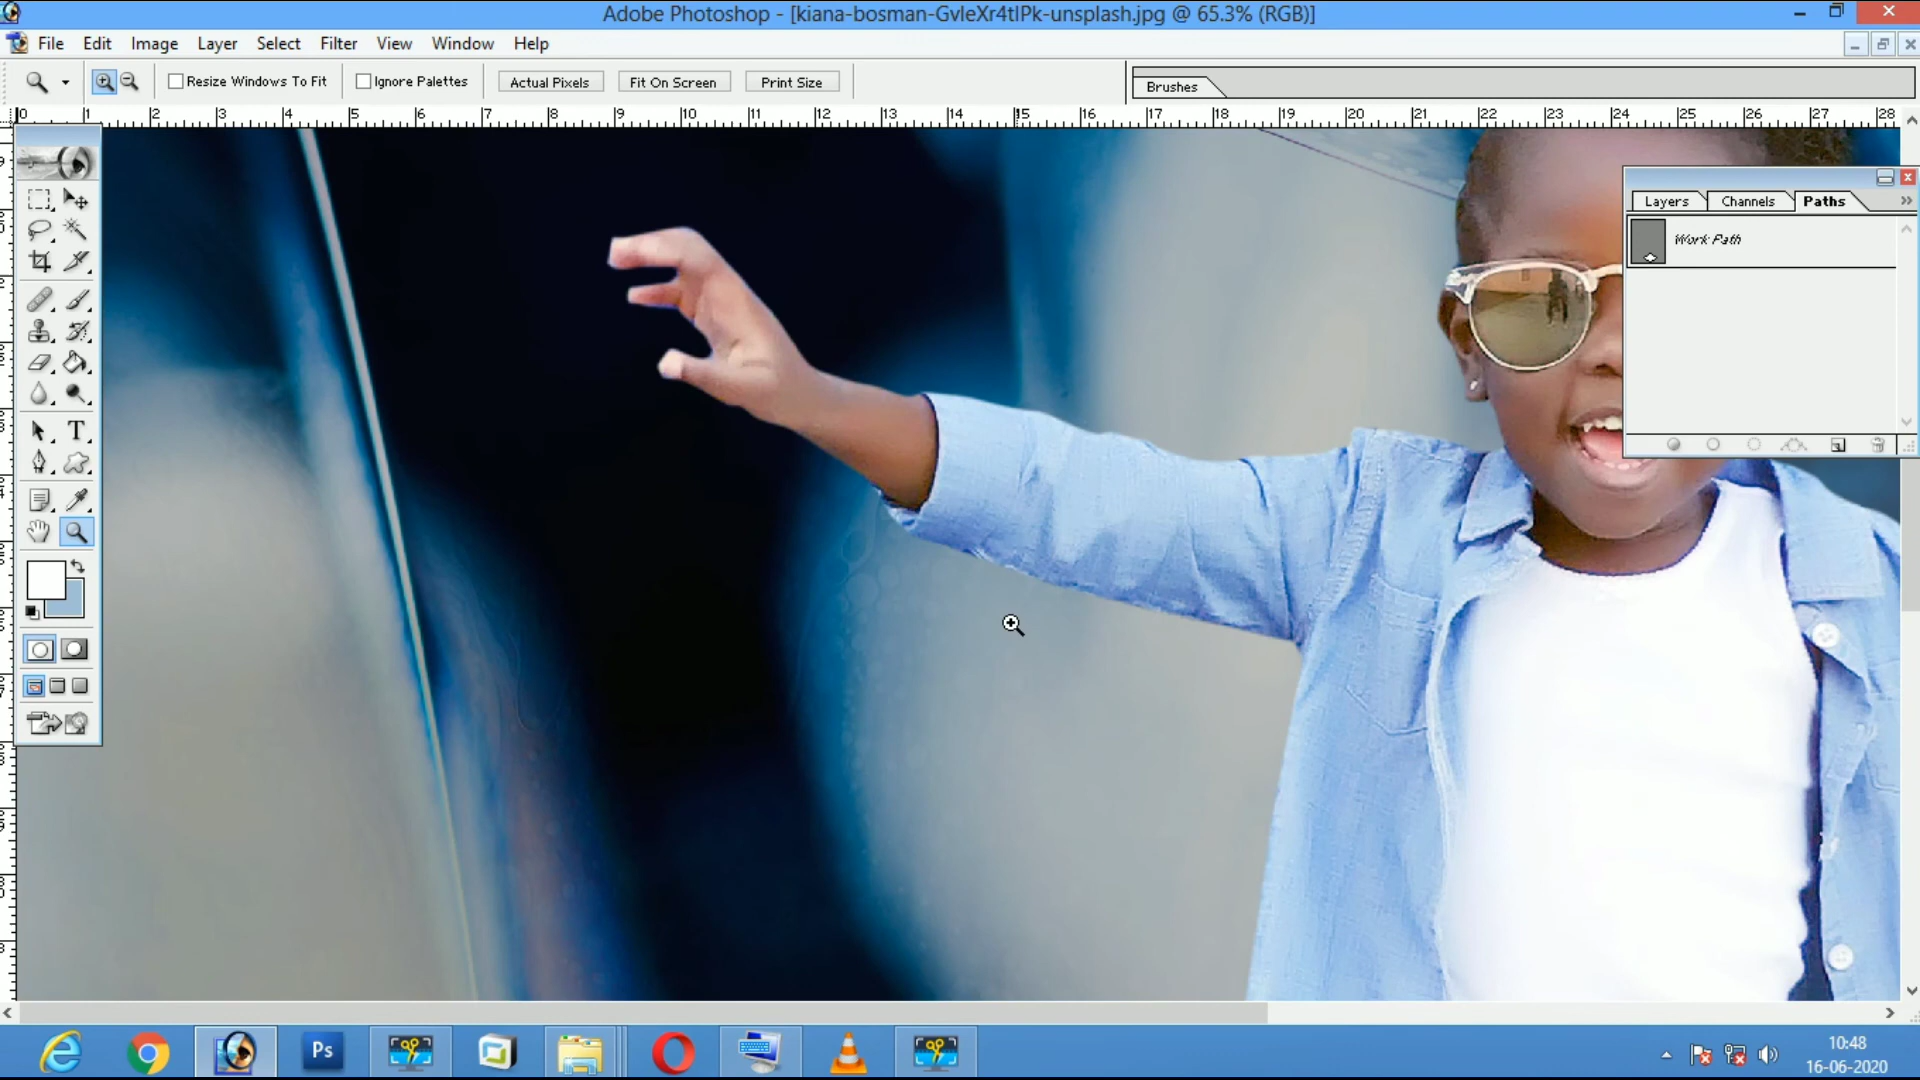 Adobe Photoshop - [kiana-bosman-GvleXr4tlPk-unsplash.jpg @ 65.3% (RGB)]
File Edit Image Layer Select Filter View Window Help
Resize Windows To Fit Ignore Palettes Actual Pixels Fit On Screen Print Size Brushes
0 1 2 3 4 5 6 7 8 9 10 11 12 13 14 15 16 17 18 19 20 21 22 23 24 25 26 27 28
Layers Channels Paths
Work Path
T
Ps
10:48
16-06-2020